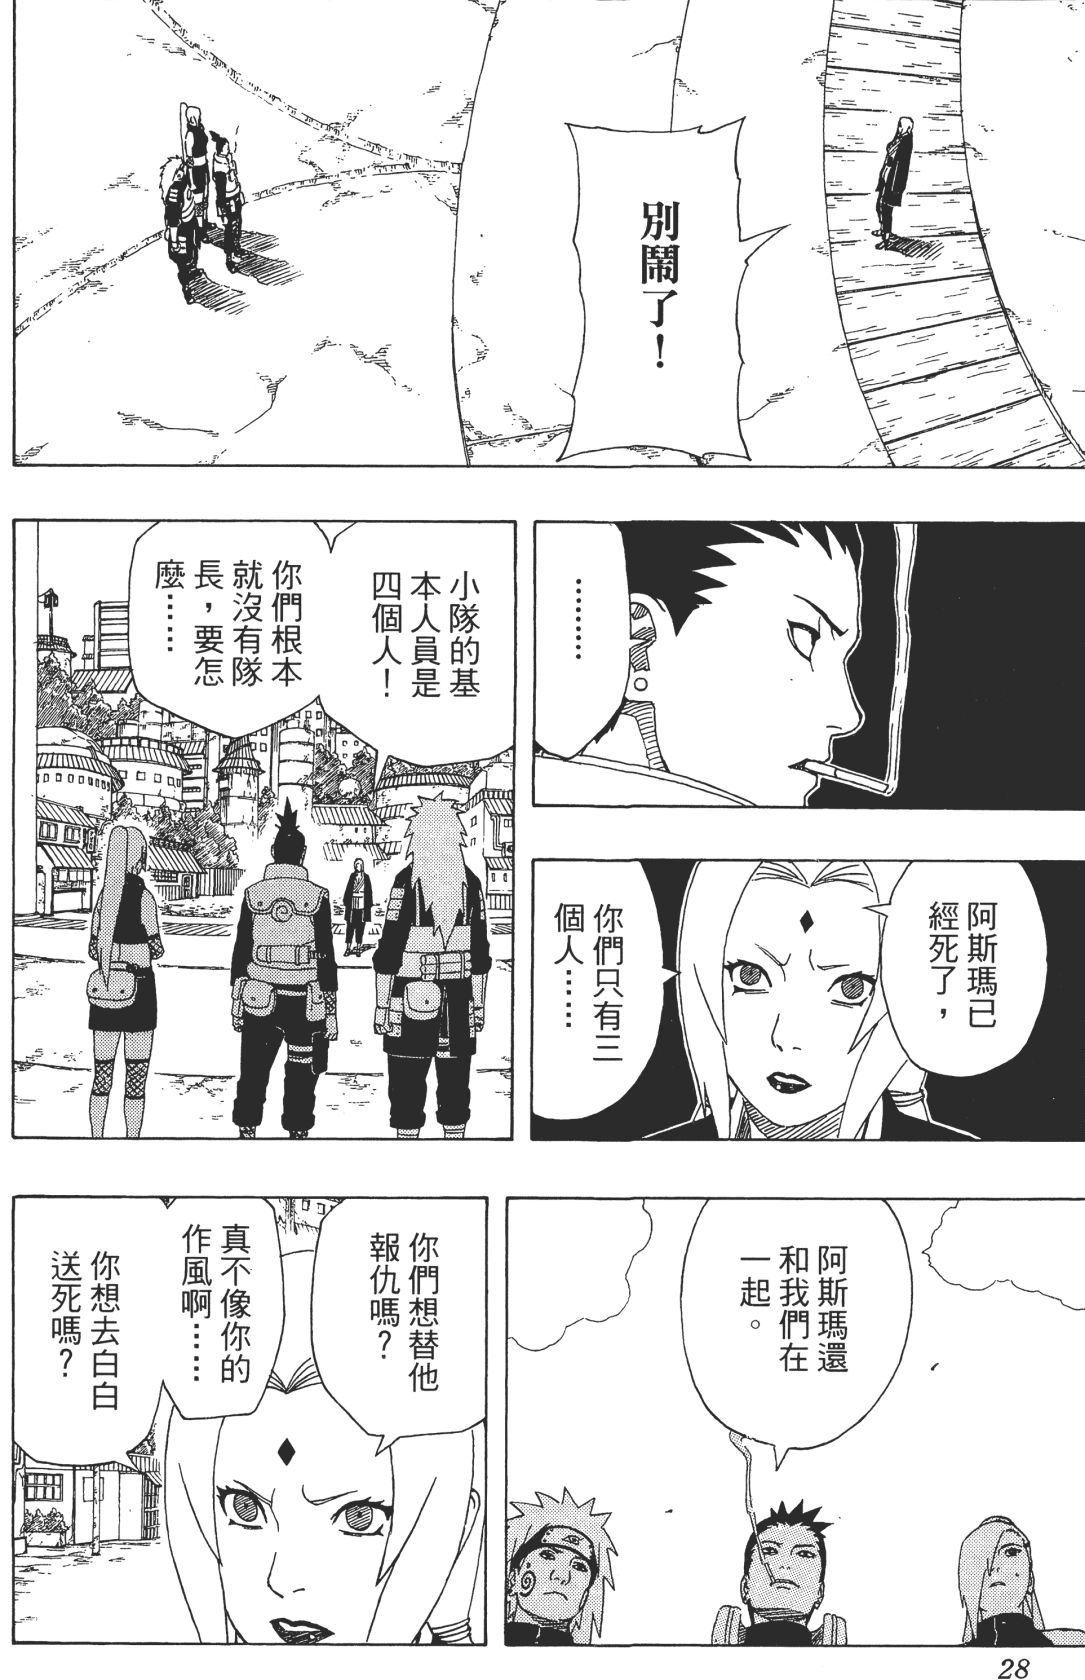 別鬧了！
………
小隊的基
本人員是
四個人！
你們根本
就沒有隊
長，要怎
麼……
阿斯瑪已
經死了，
你們只有三
個人……
阿斯瑪還
和我們在
一起。
你們想替他
報仇嗎？
真不像你的
作風啊……
你想去白白
送死嗎？
28